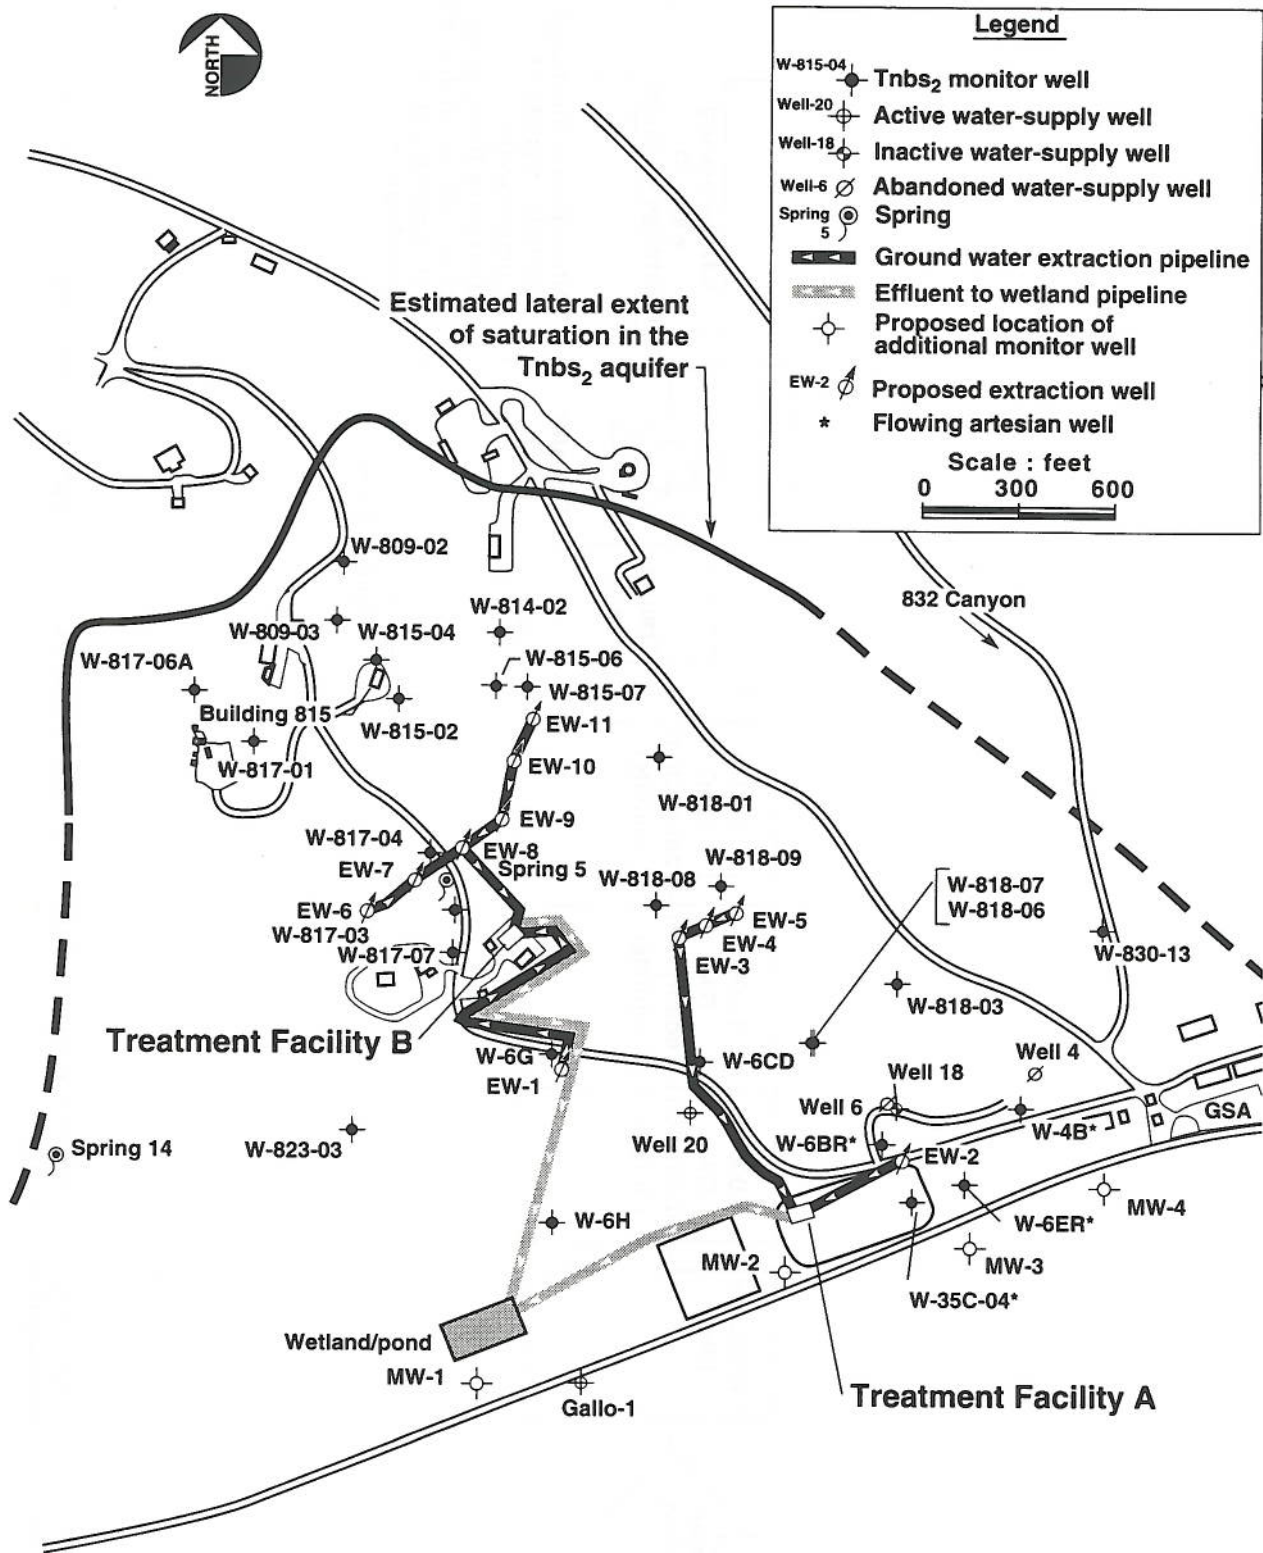 NORTH
Legend
W-815-04
Tnbs2 monitor well
Well-20
Active water-supply well
Well-18
Inactive water-supply well
Well-6
Abandoned water-supply well
Spring
5
Spring
Ground water extraction pipeline
Effluent to wetland pipeline
Proposed location of
additional monitor well
EW-2
Proposed extraction well
*
Flowing artesian well
Scale : feet
0 300 600
Estimated lateral extent
of saturation in the
Tnbs2 aquifer
832 Canyon
W-809-02
W-814-02
W-809-03
W-815-04
W-815-06
W-817-06A
W-815-07
Building 815
EW-11
W-815-02
W-817-01
EW-10
W-818-01
EW-9
W-817-04
EW-8
Spring 5
W-818-09
EW-7
W-818-08
W-818-07
W-818-06
EW-6
EW-5
W-817-03
EW-4
W-817-07
EW-3
W-830-13
W-818-03
Treatment Facility B
Well 4
W-6G
W-6CD
Well 18
EW-1
Well 6
GSA
W-4B*
Spring 14
W-823-03
Well 20
W-6BR*
EW-2
W-6H
W-6ER*
MW-4
MW-2
MW-3
W-35C-04*
Wetland/pond
MW-1
Gallo-1
Treatment Facility A